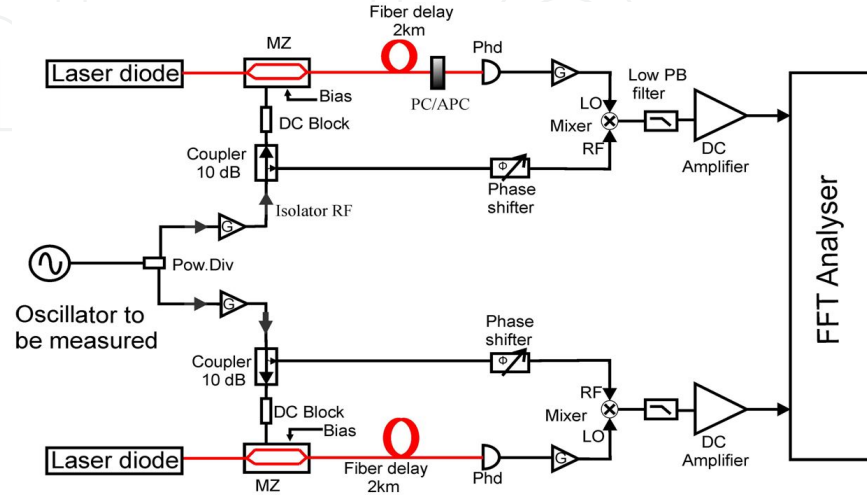 Fiber delay
2km
MZ
Phd
Laser diode
G
Low PB
filter
LO
Bias
PC/APC
Mixer
DC Block
RF
DC
Amplifier
Coupler
10 dB
Φ
Phase
shifter
Isolator RF
G
Pow.Div
FFT Analyser
Oscillator to
be measured
G
Phase
shifter
Φ
Coupler
10 dB
RF
Mixer
DC Block
LO
Bias
DC
Amplifier
Laser diode
G
Fiber delay
2km
Phd
MZ